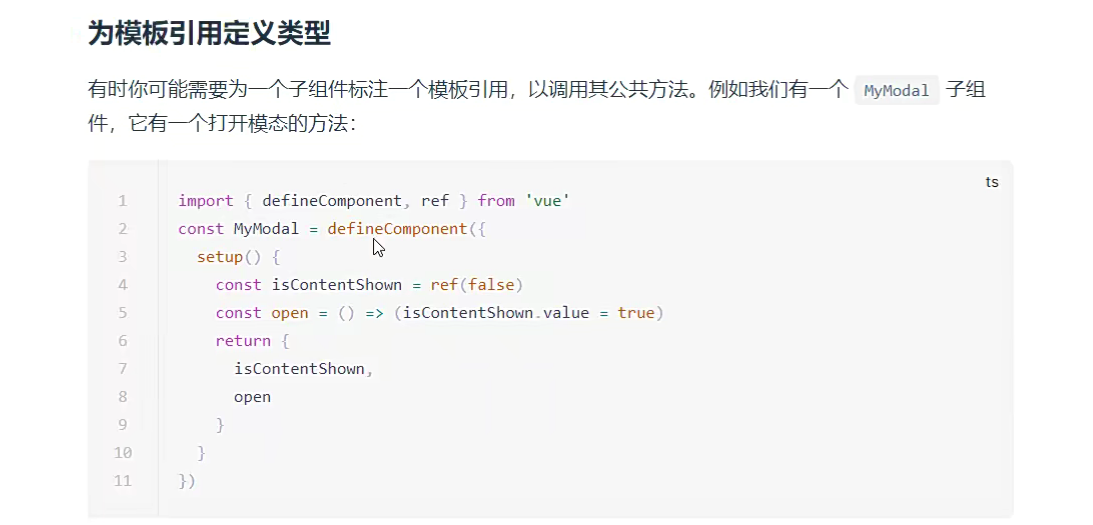 为模板引用定义类型
有时你可能需要为一个子组件标注一个模板引用，以调用其公共方法。例如我们有一个 MyModal 子组
件，它有一个打开模态的方法：
ts
1 import { defineComponent, ref } from 'vue'
2 const MyModal = defineComponent({
3   setup() {
4     const isContentShown = ref(false)
5     const open = () => (isContentShown.value = true)
6     return {
7       isContentShown,
8       open
9     }
10   }
11 })